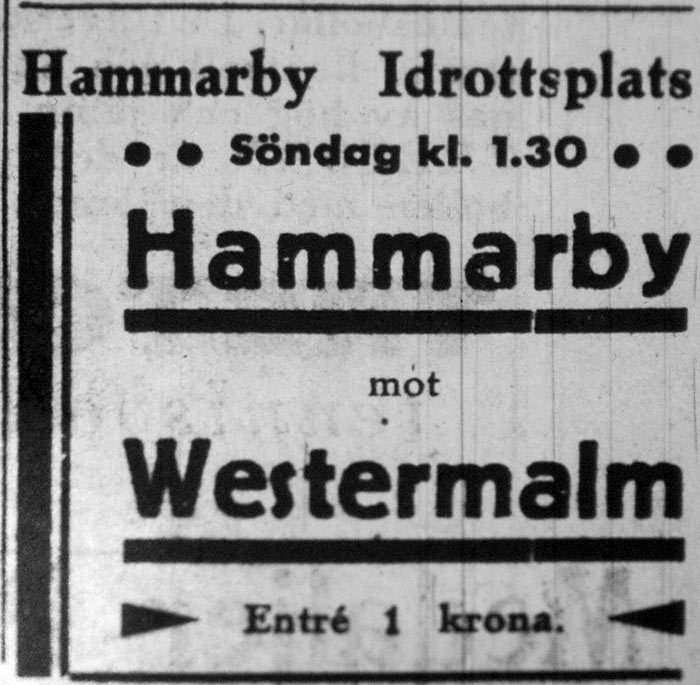 Hammarby Idrottsplats
• • Söndag kl. 1.30 • •
Hammarby
mot
Westermalm
Entré 1 krona.